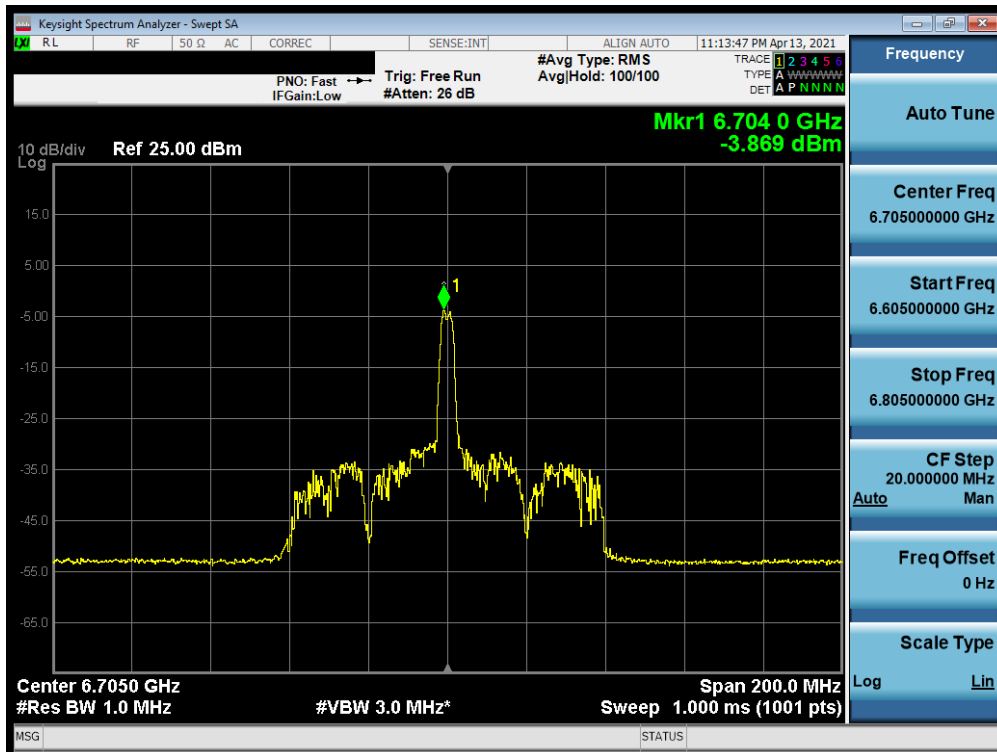 Keysight Spectrum Analyzer - Swept SA
LXI RL RF 50 Ω AC CORREC SENSE:INT ALIGN AUTO 11:13:47 PM Apr 13, 2021
PNO: Fast
IFGain:Low
Trig: Free Run
#Atten: 26 dB
#Avg Type: RMS
Avg|Hold: 100/100
TRACE 1 2 3 4 5 6
TYPE A WWWWW
DET A P N N N N
Mkr1 6.704 0 GHz
-3.869 dBm
10 dB/div Ref 25.00 dBm
Log
1
15.0
5.00
-5.00
-15.0
-25.0
-35.0
-45.0
-55.0
-65.0
Center 6.7050 GHz Span 200.0 MHz
#Res BW 1.0 MHz #VBW 3.0 MHz* Sweep 1.000 ms (1001 pts)
MSG STATUS
Frequency
Auto Tune
Center Freq
6.705000000 GHz
Start Freq
6.605000000 GHz
Stop Freq
6.805000000 GHz
CF Step
20.000000 MHz
Auto Man
Freq Offset
0 Hz
Scale Type
Log Lin